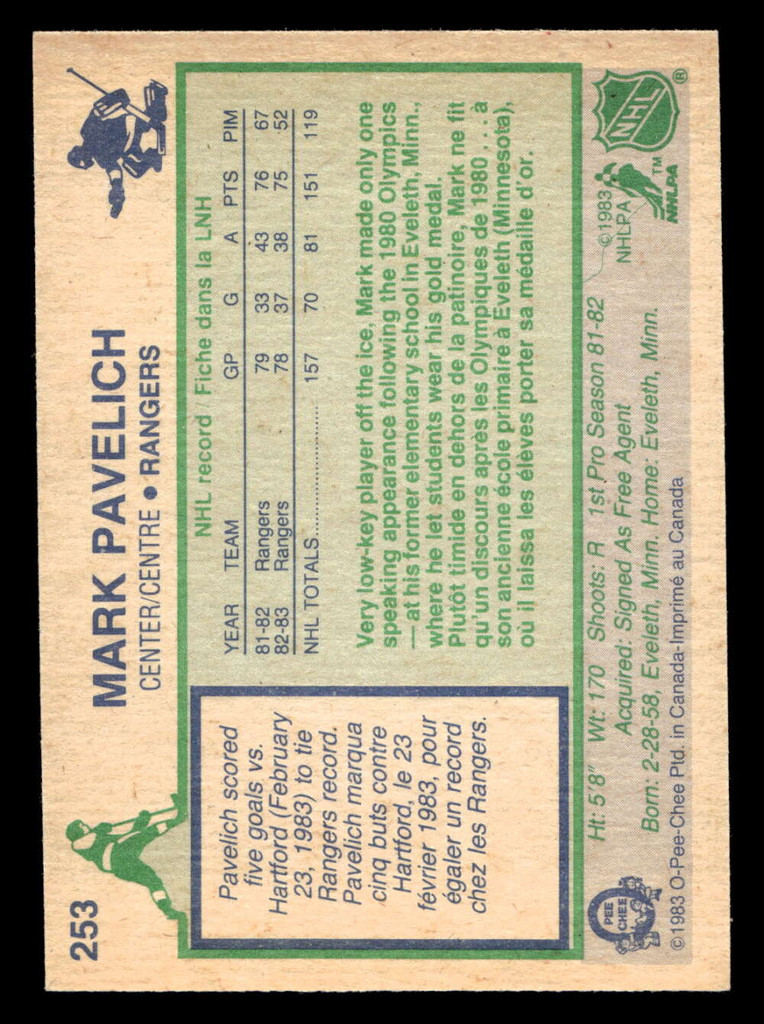 253
MARK PAVELICH
CENTER/CENTRE • RANGERS
Pavelich scored
five goals vs.
Hartford (February
23, 1983) to tie
Rangers record.
Pavelich marqua
cinq buts contre
Hartford, le 23
février 1983, pour
égaler un record
chez les Rangers.
NHL record Fiche dans la LNH
YEAR TEAM GP G A PTS PIM
81-82 Rangers 79 33 43 76 67
82-83 Rangers 78 37 38 75 52
NHL TOTALS 157 70 81 151 119
Very low-key player off the ice, Mark made only one
speaking appearance following the 1980 Olympics
— at his former elementary school in Eveleth, Minn.,
where he let students wear his gold medal.
Plutôt timide en dehors de la patinoire, Mark ne fit
qu'un discours après les Olympiques de 1980 . . . à
son ancienne école primaire à Eveleth (Minnesota),
où il laissa les élèves porter sa médaille d'or.
Ht: 5'8" Wt: 170 Shoots: R 1st Pro Season 81-82
Acquired: Signed As Free Agent
Born: 2-28-58, Eveleth, Minn. Home: Eveleth, Minn.
©1983 O-Pee-Chee Ptd. in Canada-Imprimé au Canada
PEE
CHEE
©1983
NHLPA
TM
NHLPA
NHL
®